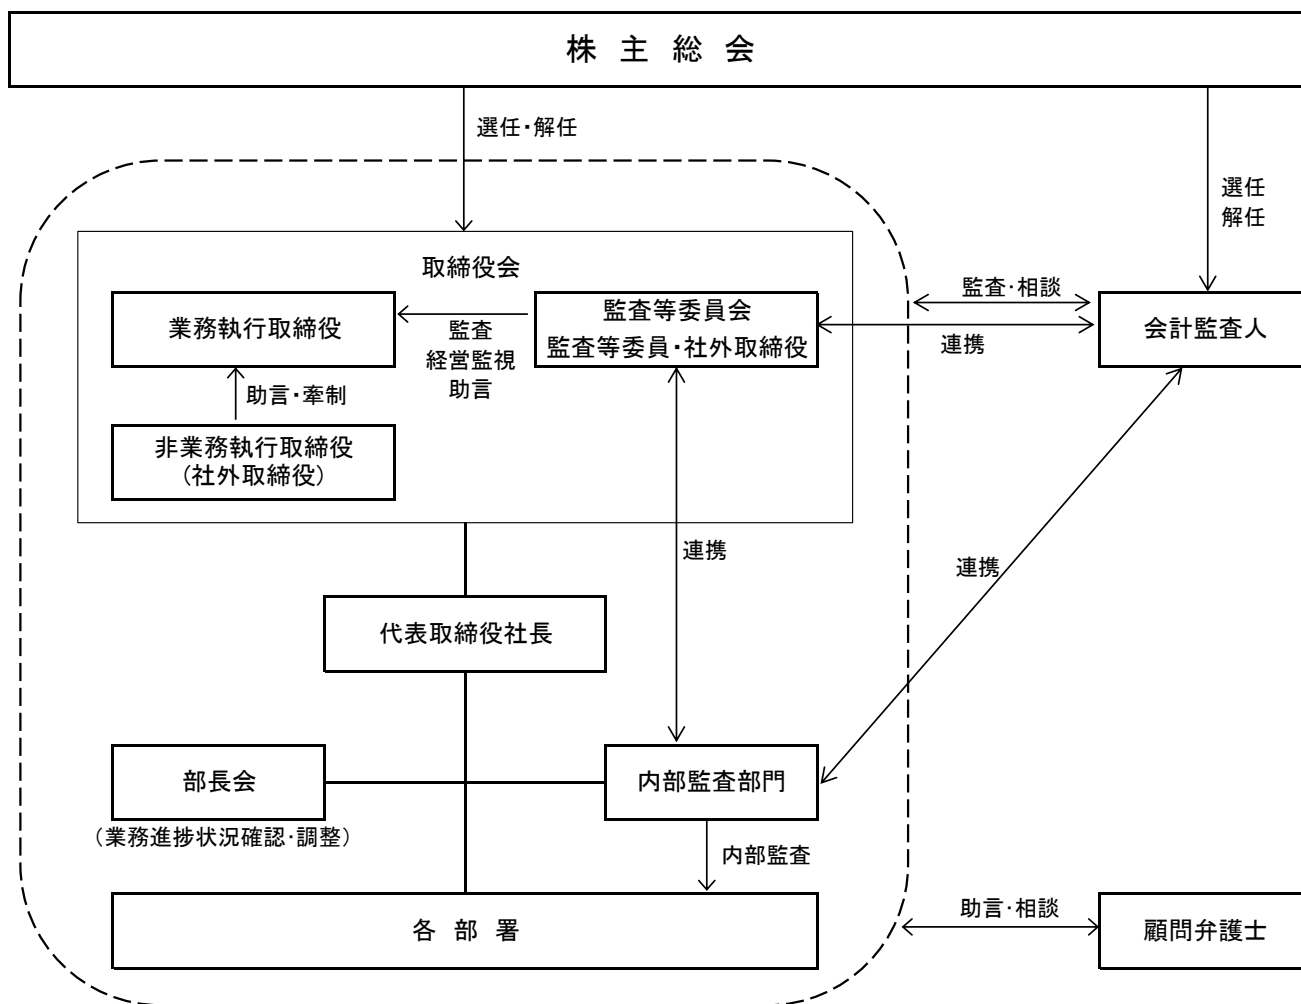 株 主 総 会
選任・解任
選任
解任
取締役会
監査・相談
業務執行取締役
監査等委員会
監査等委員・社外取締役
会計監査人
監査
経営監視
助言
連携
助言・牽制
非業務執行取締役
(社外取締役)
連携
連携
代表取締役社長
部長会
内部監査部門
(業務進捗状況確認・調整)
内部監査
各 部 署
助言・相談
顧問弁護士